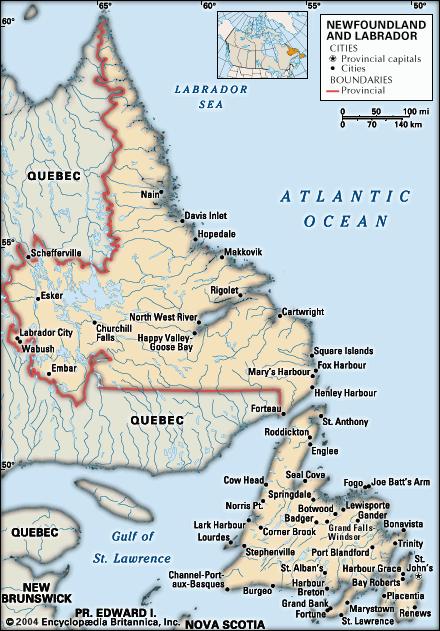 60°
65°
60°
55°
50°
NEWFOUNDLAND
AND LABRADOR
CITIES
Provincial capitals
Cities
BOUNDARIES
Provincial
0 50 100 mi
0 70 140 km
LABRADOR
SEA
QUEBEC
ATLANTIC
OCEAN
Nain
Davis Inlet
Hopedale
55°
Schefferville
Makkovik
Esker
Rigolet
North West River
Cartwright
Churchill
Falls
Labrador City
Wabush
Happy Valley-
Goose Bay
Square Islands
Fox Harbour
Embar
Mary's Harbour
Henley Harbour
Forteau
QUEBEC
St. Anthony
Roddickton
Englee
50°
Cow Head
Seal Cove
Fogo
Joe Batt's Arm
Springdale
Norris Pt.
Botwood
Lewisporte
Gander
Badger
Grand Falls-
Windsor
Bonavista
Lark Harbour
Corner Brook
QUEBEC
Gulf of
St. Lawrence
Lourdes
Stephenville
Port Blandford
Trinity
St.
John's
Channel-Port-
aux-Basques
St. Alban's
Harbour Grace
Bay Roberts
Burgeo
Harbour
Breton
Placentia
NEW
BRUNSWICK
Grand Bank
Fortune
Marystown
St. Lawrence
Renews
PR. EDWARD I.
NOVA SCOTIA
© 2004 Encyclopædia Britannica, Inc.